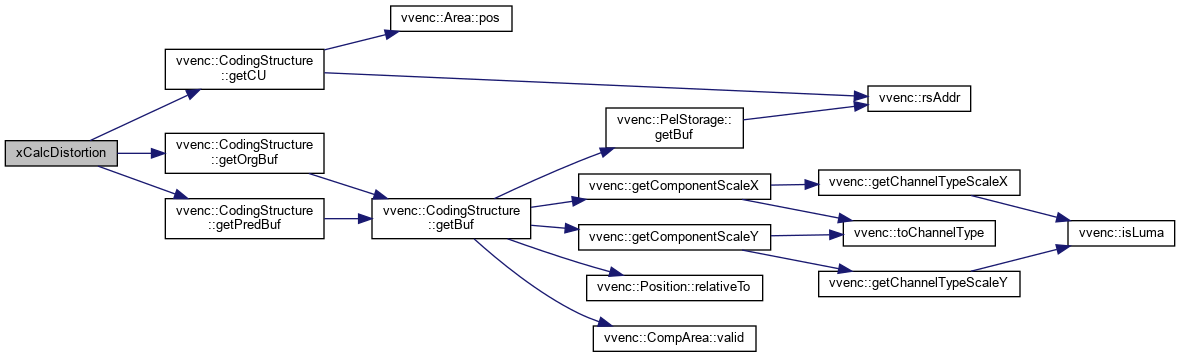 vvenc::Area::pos
vvenc::CodingStructure
::getCU
vvenc::rsAddr
vvenc::PelStorage::
getBuf
xCalcDistortion
vvenc::CodingStructure
::getOrgBuf
vvenc::getComponentScaleX
vvenc::getChannelTypeScaleX
vvenc::CodingStructure
::getPredBuf
vvenc::CodingStructure
::getBuf
vvenc::getComponentScaleY
vvenc::toChannelType
vvenc::isLuma
vvenc::Position::relativeTo
vvenc::getChannelTypeScaleY
vvenc::CompArea::valid